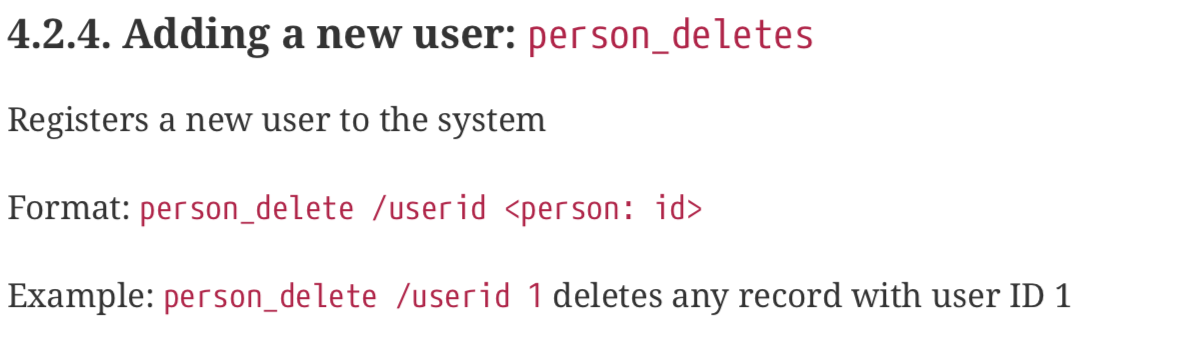 4.2.4. Adding a new user: person_deletes
Registers a new user to the system
Format: person_delete /userid <person: id>
Example: person_delete /userid 1 deletes any record with user ID 1